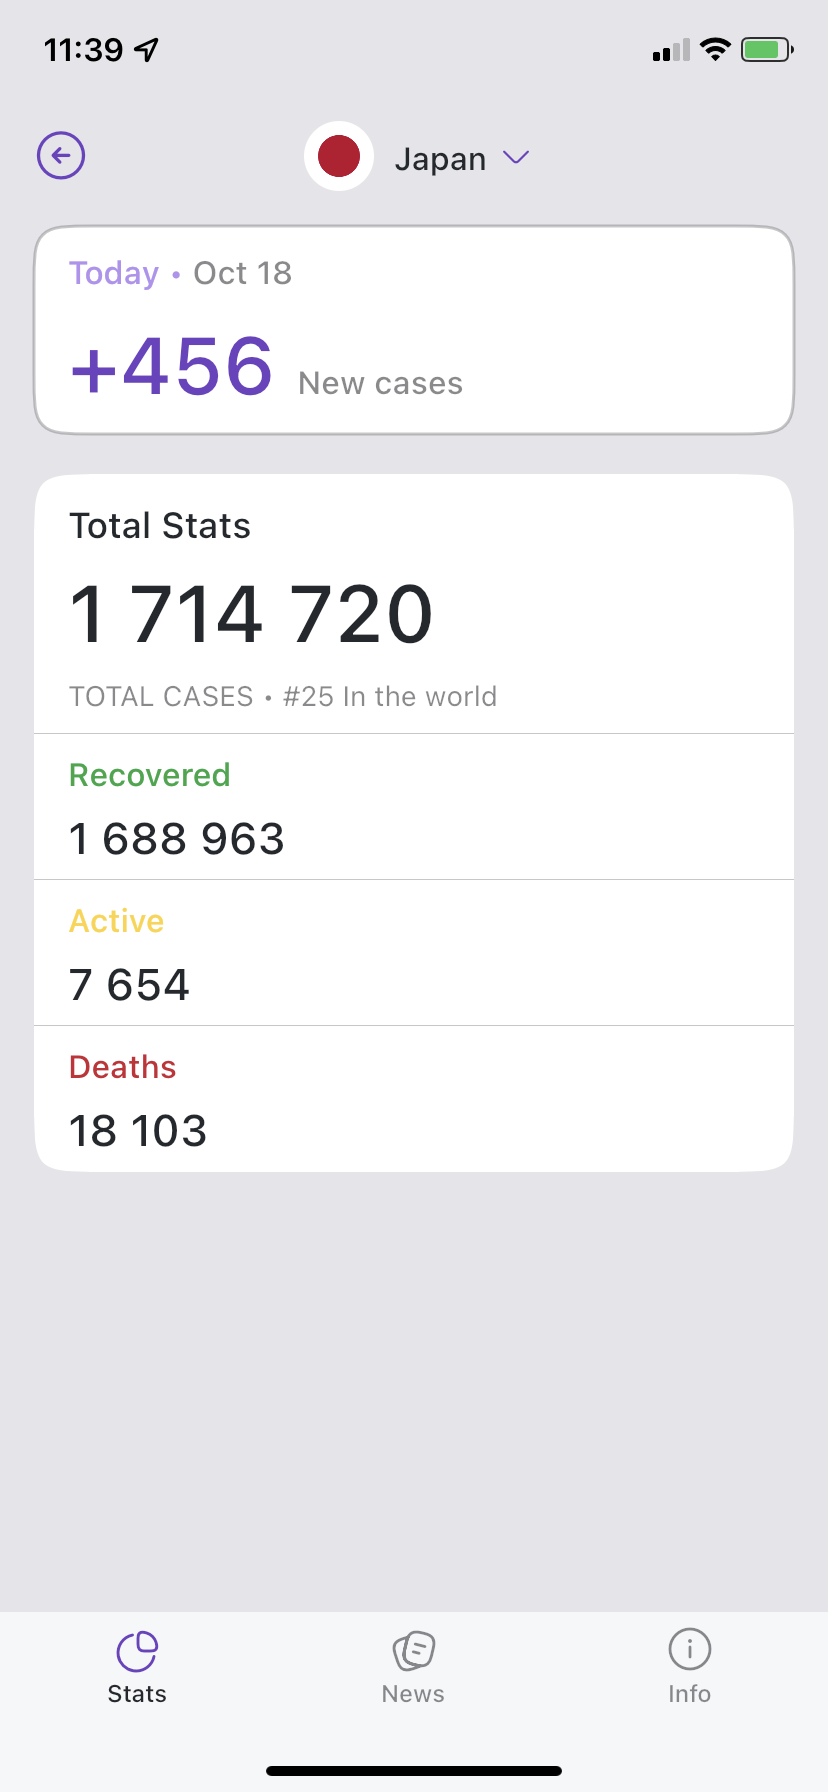 11:39
Japan
Today • Oct 18
+456 New cases
Total Stats
1 714 720
TOTAL CASES • #25 In the world
Recovered
1 688 963
Active
7 654
Deaths
18 103
Stats News Info